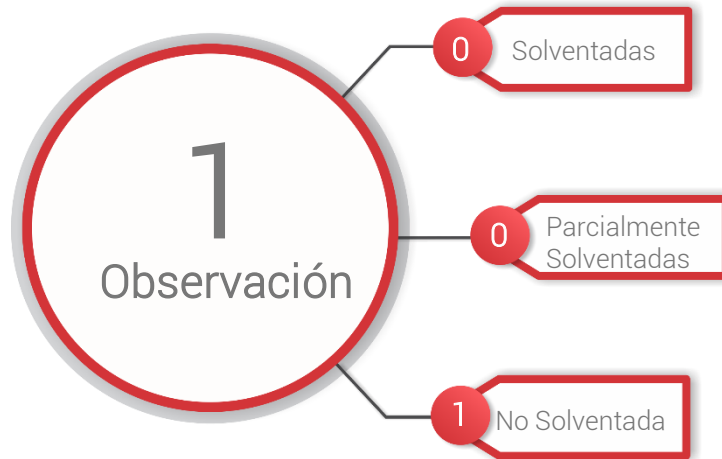 1
Observación
0
Solventadas
0
Parcialmente
Solventadas
1
No Solventada